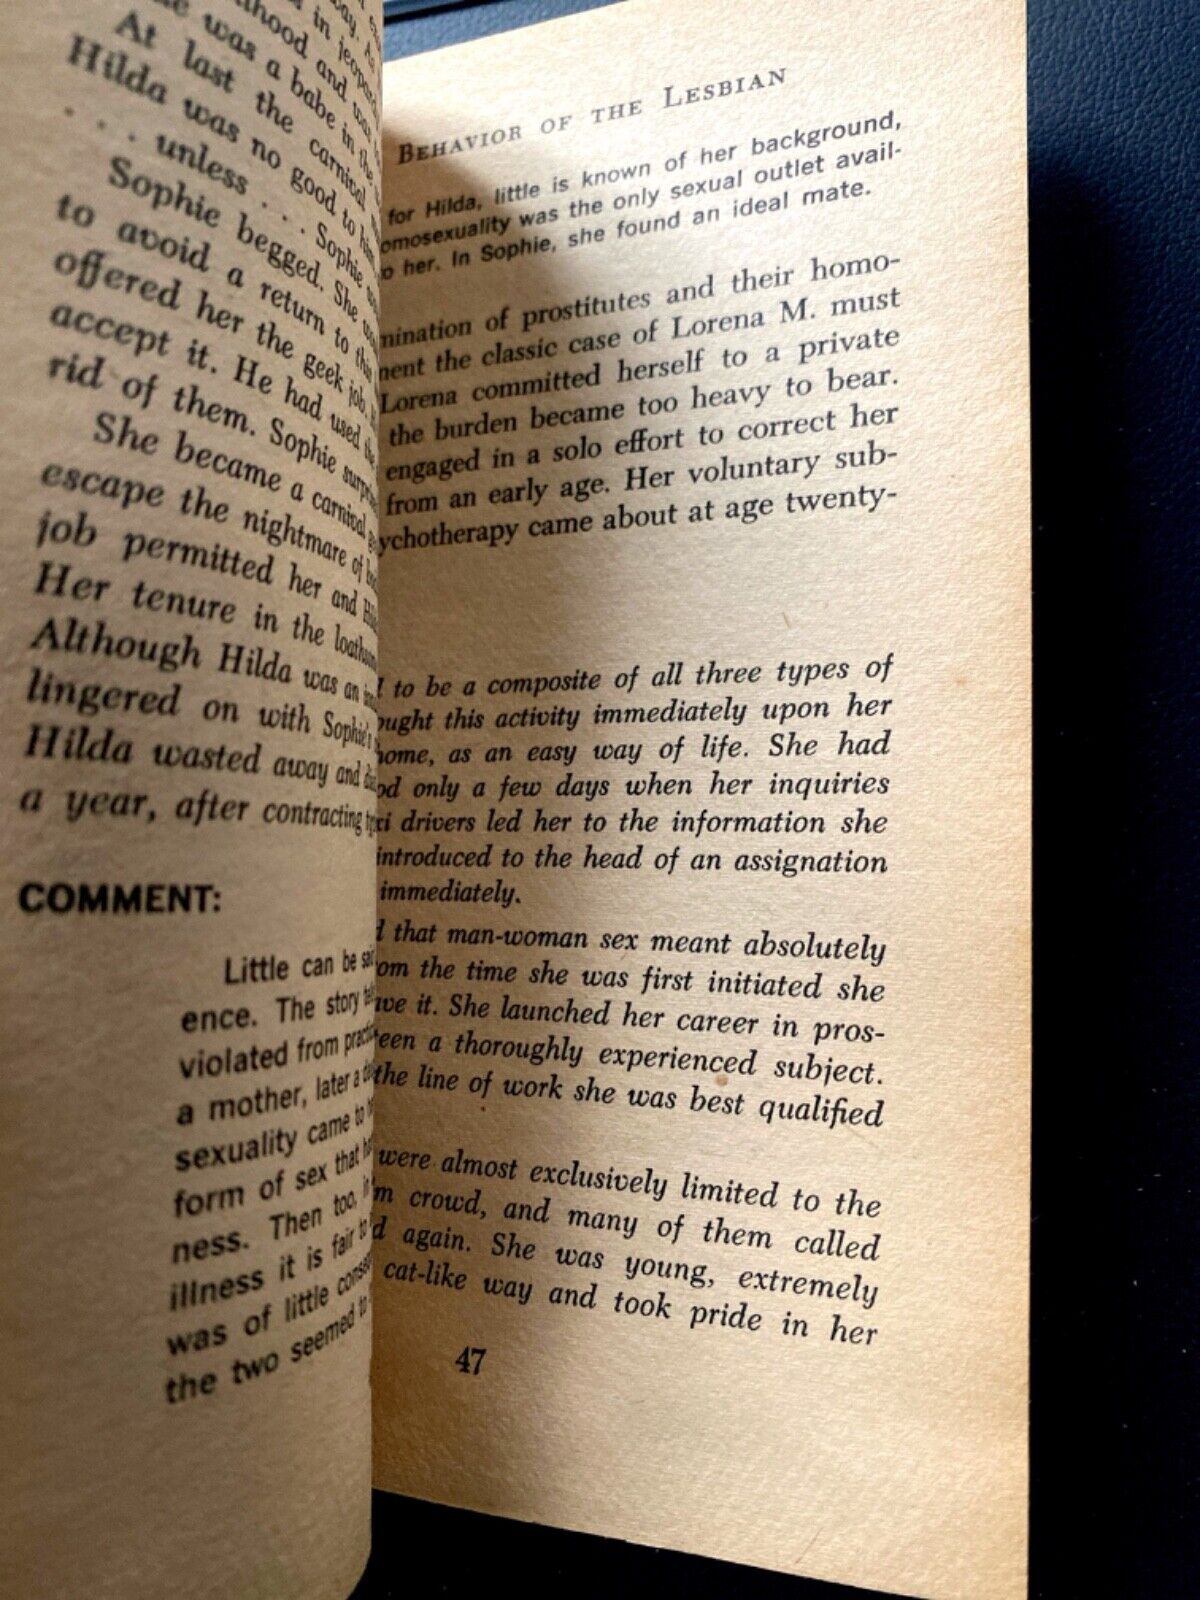 hood and was
was a babe in the
At last the carnival
Hilda was no good to him
. . . unless . . . Sophie
Sophie begged. She
to avoid a return to this
offered her the geek job.
accept it. He had used the
rid of them. Sophie
She became a carnival
escape the nightmare of
job permitted her and
Her tenure in the
Although Hilda was an
lingered on with Sophie's
Hilda wasted away and
a year, after contracting
COMMENT:
Little can be
ence. The story
violated from
a mother, later a
sexuality came to
form of sex that
ness. Then too,
illness it is fair to
was of little
the two seemed to
BEHAVIOR OF THE LESBIAN
for Hilda, little is known of her background,
omosexuality was the only sexual outlet avail-
o her. In Sophie, she found an ideal mate.
mination of prostitutes and their homo-
nent the classic case of Lorena M. must
Lorena committed herself to a private
the burden became too heavy to bear.
engaged in a solo effort to correct her
from an early age. Her voluntary sub-
ychotherapy came about at age twenty-
to be a composite of all three types of
ought this activity immediately upon her
home, as an easy way of life. She had
od only a few days when her inquiries
xi drivers led her to the information she
introduced to the head of an assignation
immediately.
d that man-woman sex meant absolutely
om the time she was first initiated she
ve it. She launched her career in pros-
een a thoroughly experienced subject.
the line of work she was best qualified
were almost exclusively limited to the
m crowd, and many of them called
d again. She was young, extremely
cat-like way and took pride in her
47